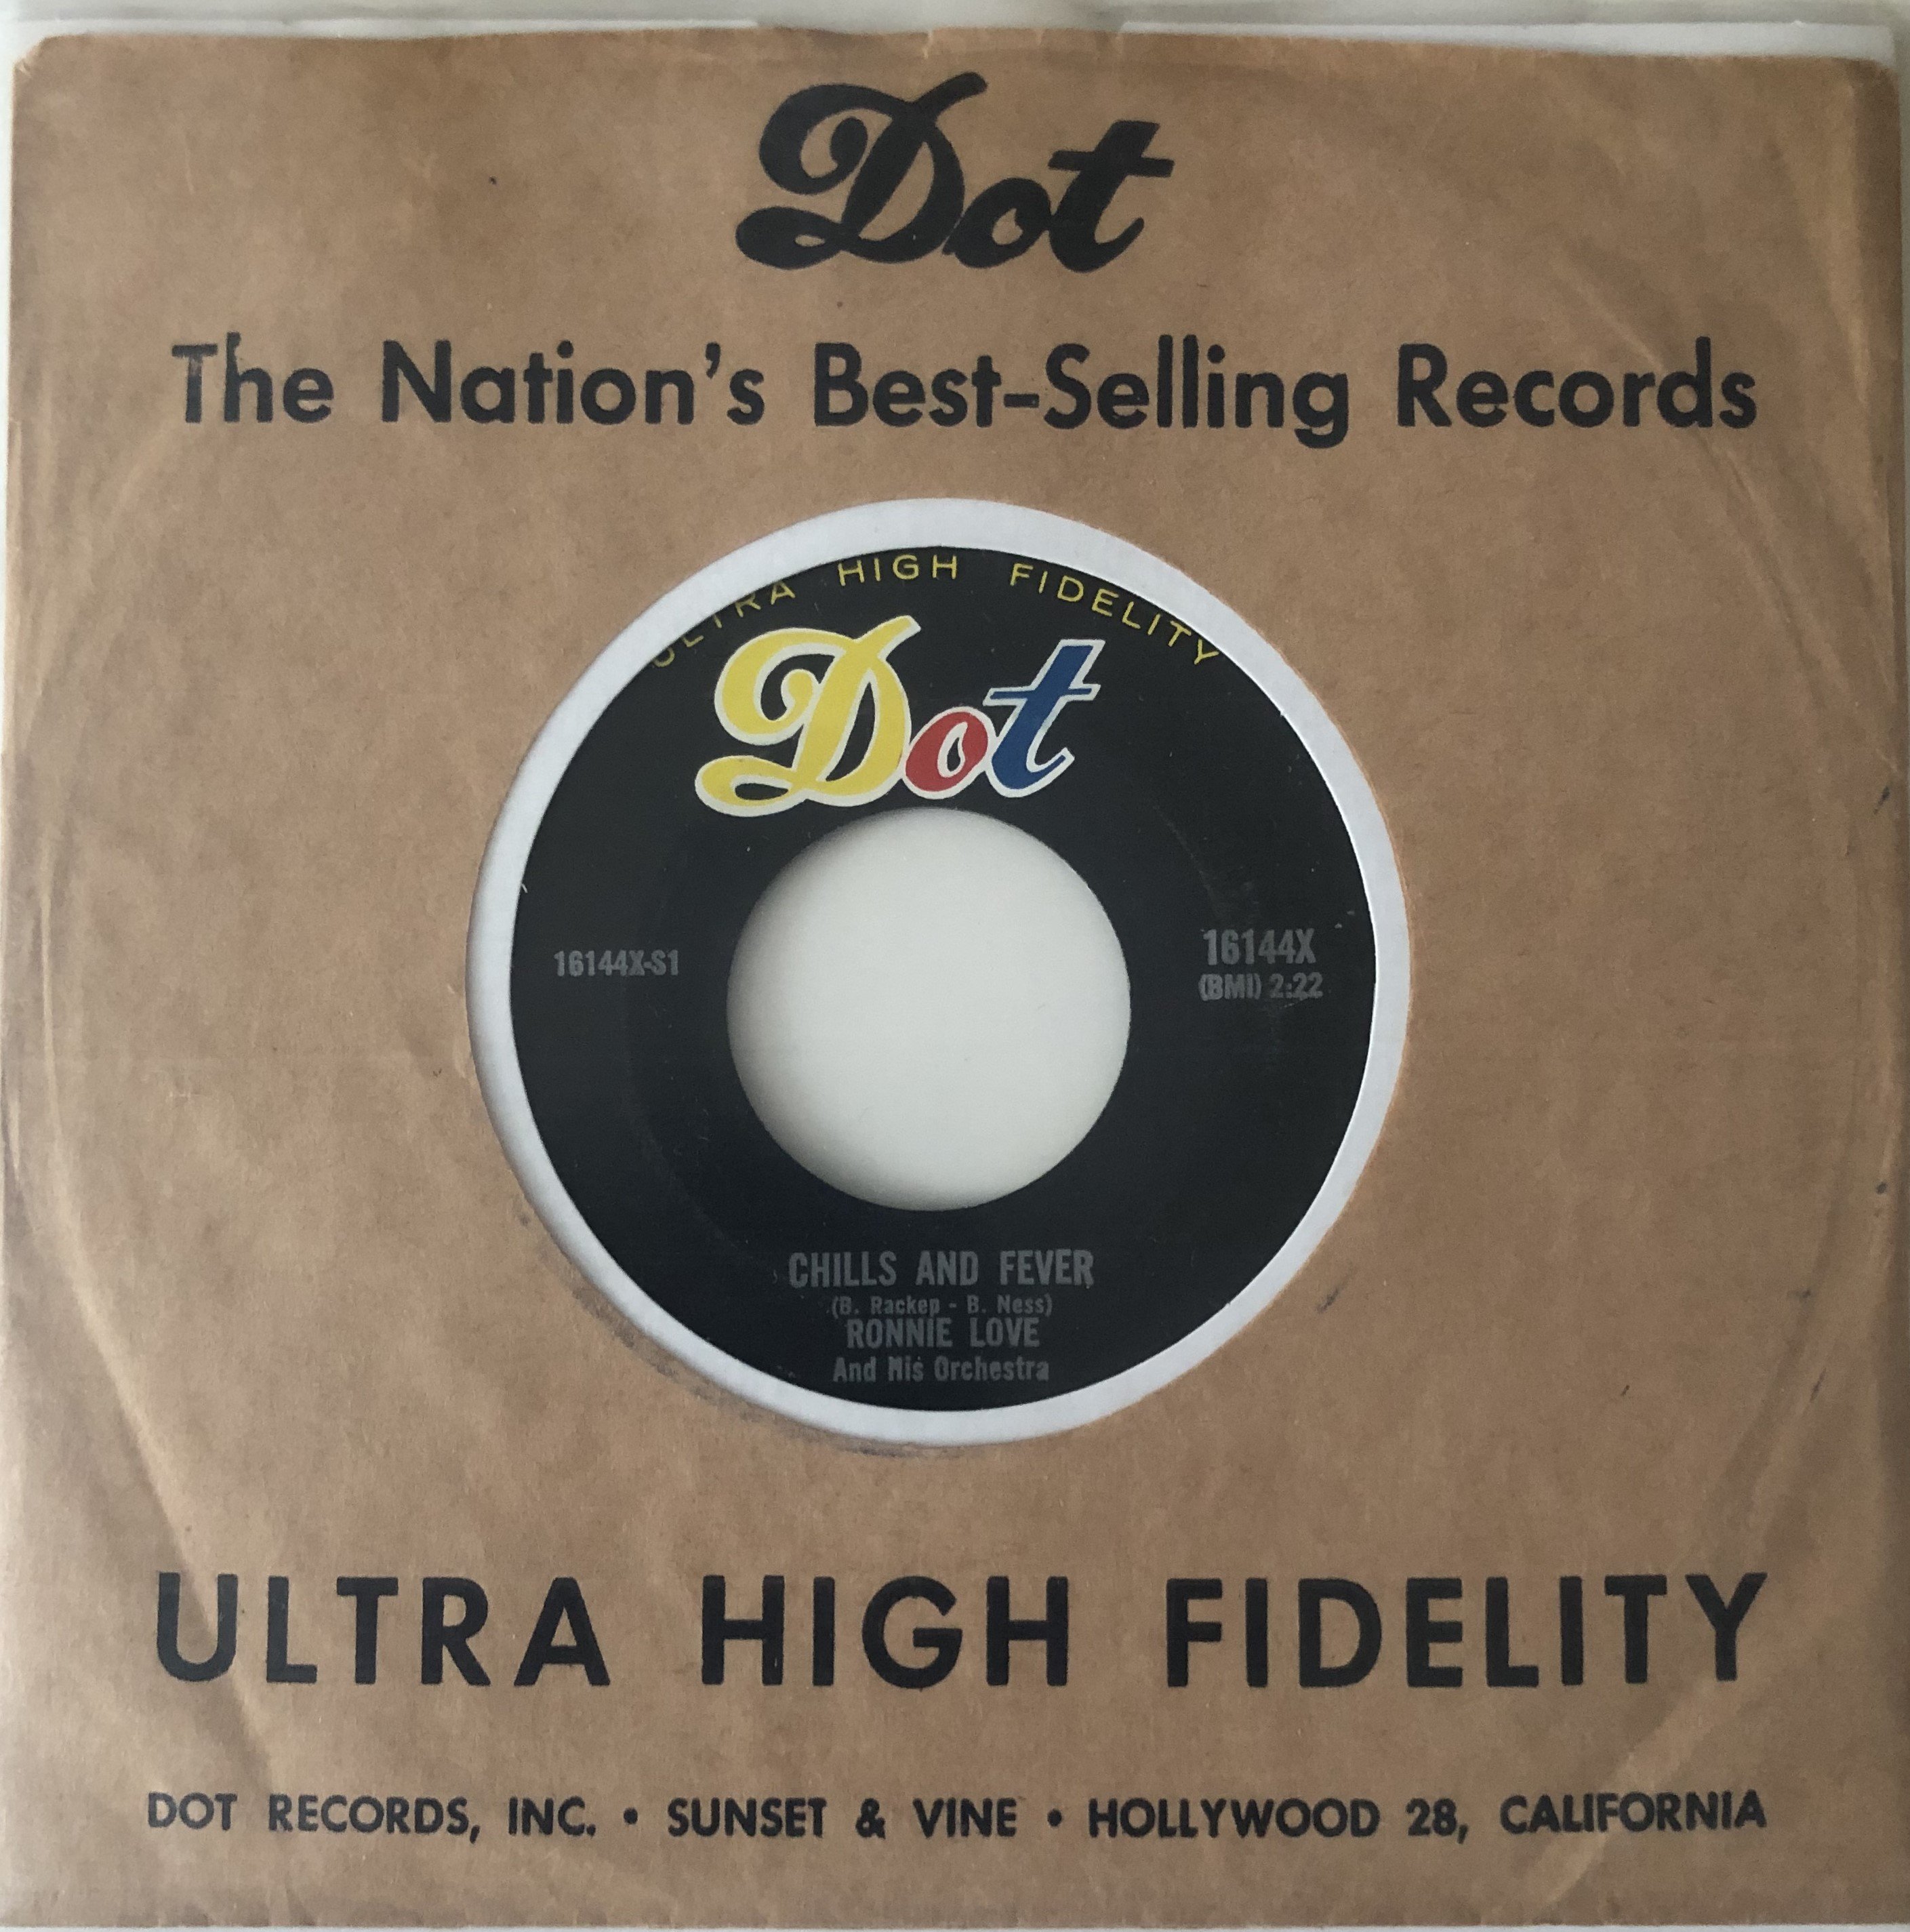 Dot
The Nation's Best-Selling Records
ULTRA HIGH FIDELITY
Dot
16144X-S1
16144X
(BMI) 2:22
CHILLS AND FEVER
(B. Rackep - B. Ness)
RONNIE LOVE
And His Orchestra
ULTRA HIGH FIDELITY
DOT RECORDS, INC. • SUNSET & VINE • HOLLYWOOD 28, CALIFORNIA